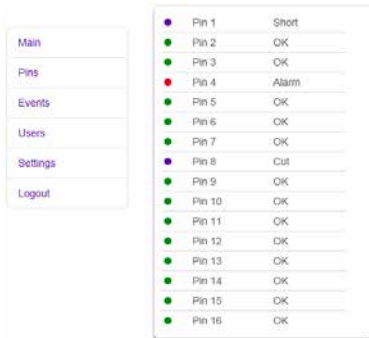 Main
Pins
Events
Users
Settings
Logout
Pin 1 Short
Pin 2 OK
Pin 3 OK
Pin 4 Alarm
Pin 5 OK
Pin 6 OK
Pin 7 OK
Pin 8 Cut
Pin 9 OK
Pin 10 OK
Pin 11 OK
Pin 12 OK
Pin 13 OK
Pin 14 OK
Pin 15 OK
Pin 16 OK